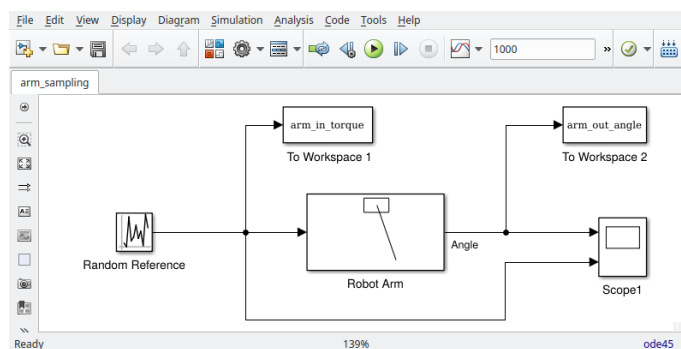 File Edit View Display Diagram Simulation Analysis Code Tools Help
1000 »
arm_sampling
arm_in_torque
arm_out_angle
To Workspace 1
To Workspace 2
Angle
Random Reference
Robot Arm
Scope1
Ready 139% ode45